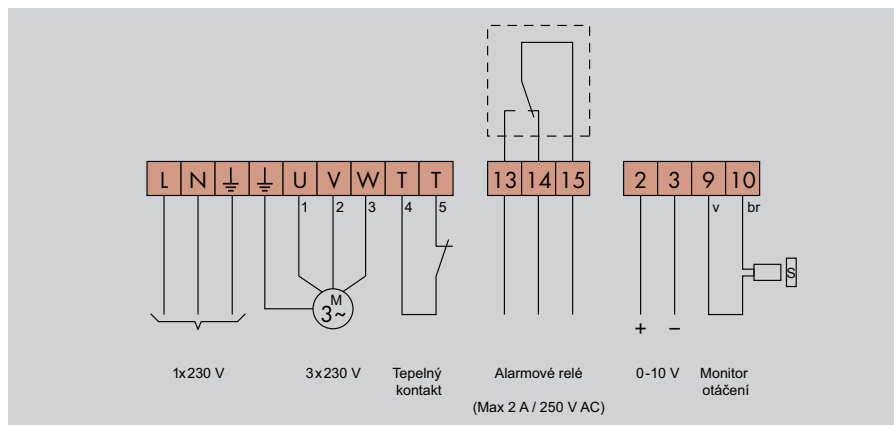 L N U V W T T
13 14 15
2 3 9 10
1 2 3 4 5
v br
M
3~
S
+ −
1x230 V
3x230 V
Tepelný
kontakt
Alarmové relé
(Max 2 A / 250 V AC)
0-10 V
Monitor
otáčení